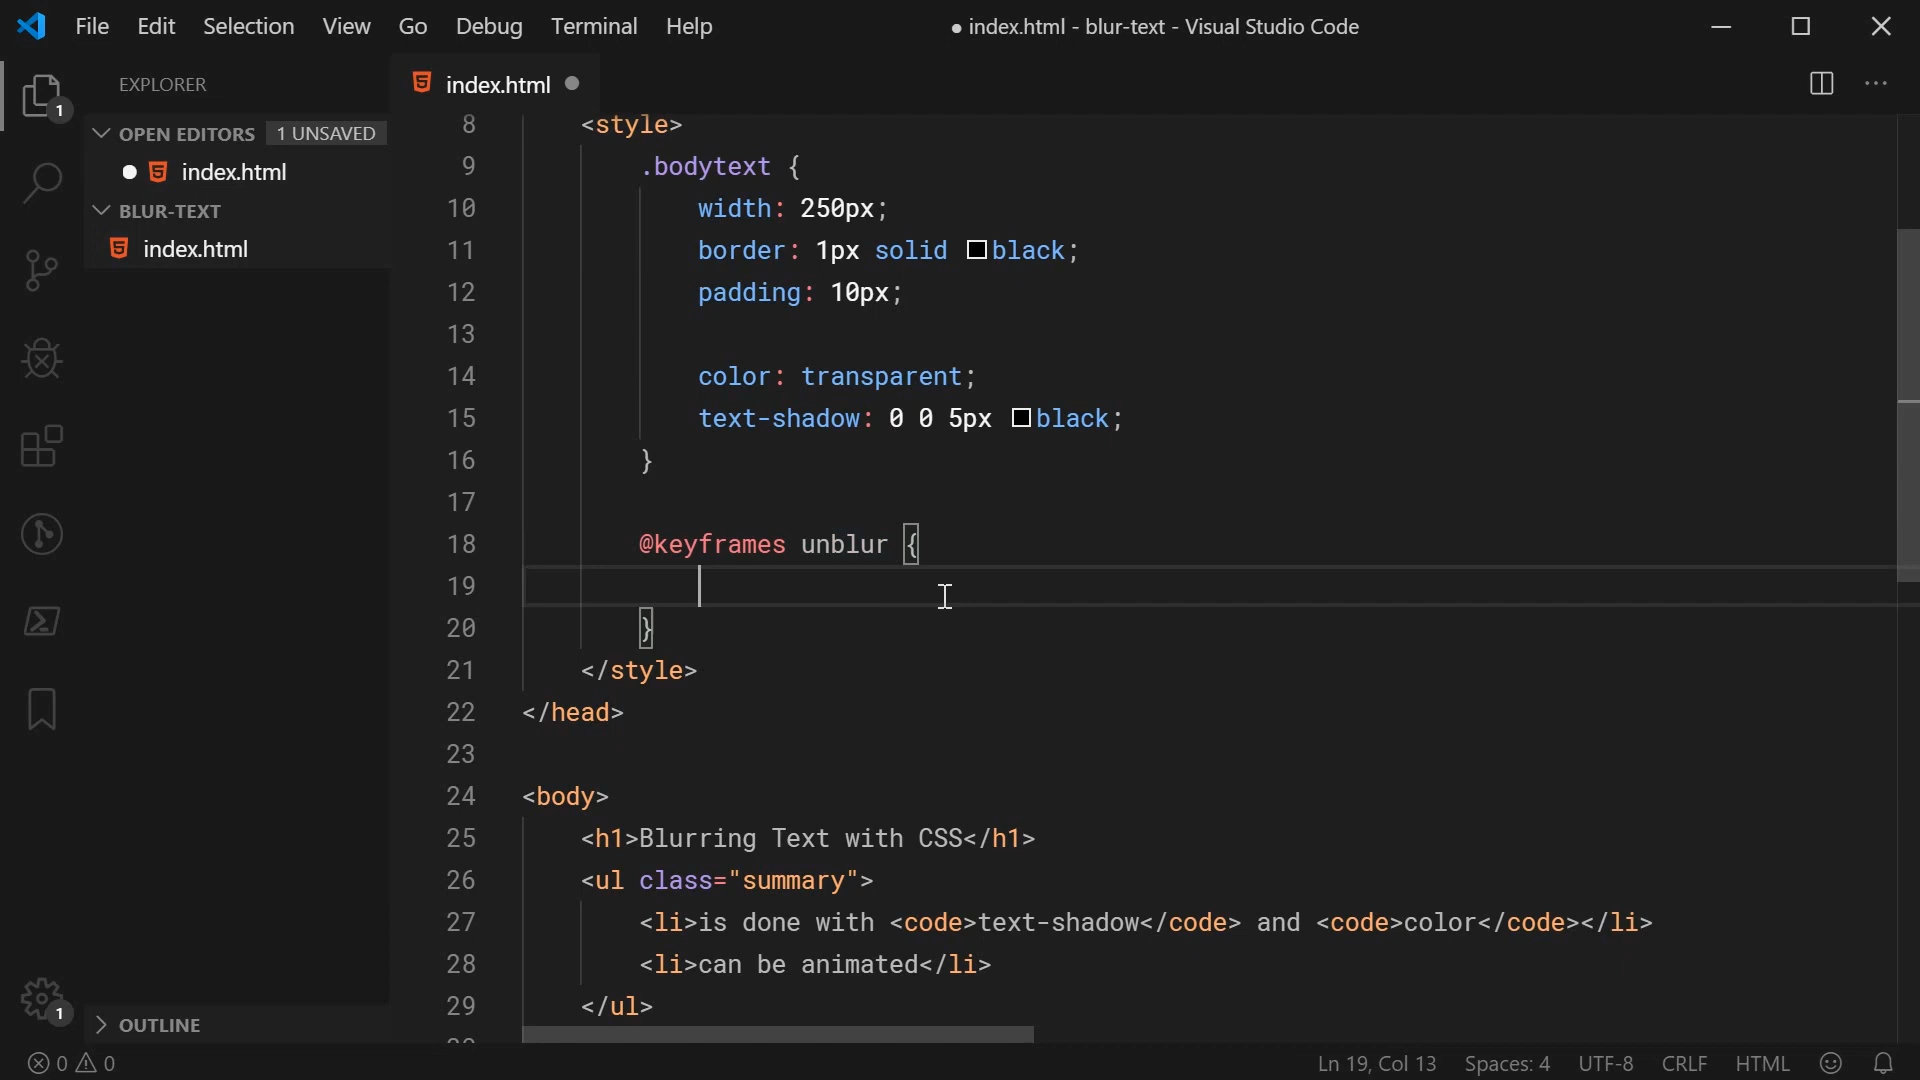 File Edit Selection View Go Debug Terminal Help
● index.html - blur-text - Visual Studio Code
EXPLORER
OPEN EDITORS 1 UNSAVED
index.html
BLUR-TEXT
index.html
OUTLINE
1
1
index.html
8 <style>
9 .bodytext {
10 width: 250px;
11 border: 1px solid black;
12 padding: 10px;
13
14 color: transparent;
15 text-shadow: 0 0 5px black;
16 }
17
18 @keyframes unblur {
19
20 }
21 </style>
22 </head>
23
24 <body>
25 <h1>Blurring Text with CSS</h1>
26 <ul class="summary">
27 <li>is done with <code>text-shadow</code> and <code>color</code></li>
28 <li>can be animated</li>
29 </ul>
0 0
Ln 19, Col 13 Spaces: 4 UTF-8 CRLF HTML